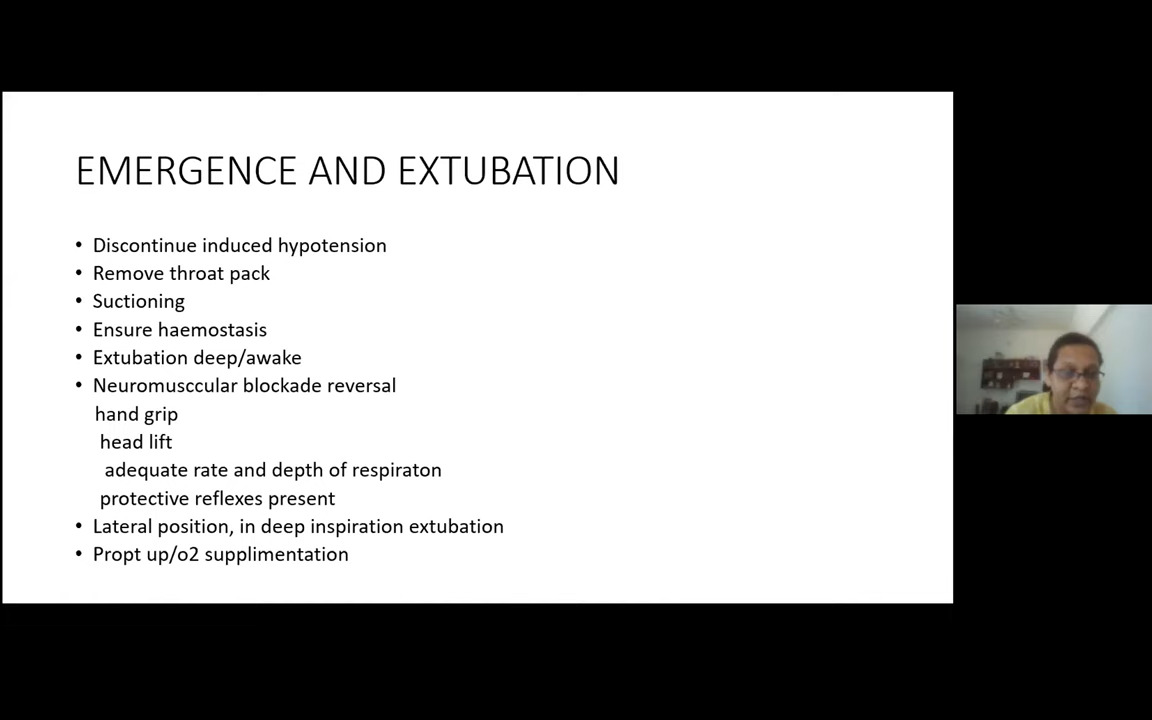 EMERGENCE AND EXTUBATION
• Discontinue induced hypotension
• Remove throat pack
• Suctioning
• Ensure haemostasis
• Extubation deep/awake
• Neuromusccular blockade reversal
hand grip
head lift
adequate rate and depth of respiraton
protective reflexes present
• Lateral position, in deep inspiration extubation
• Propt up/o2 supplimentation